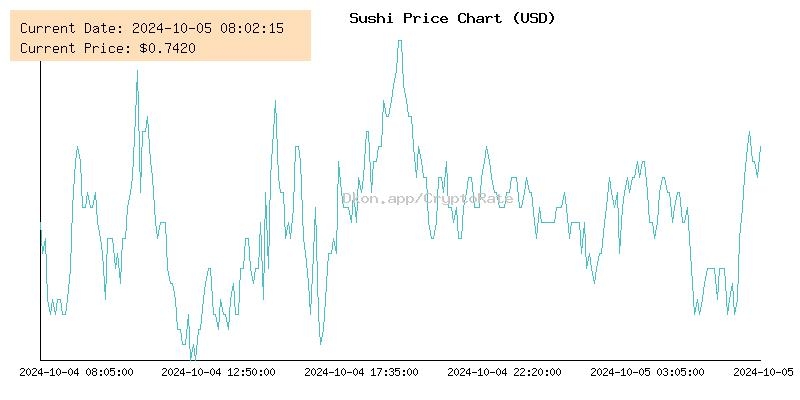 Sushi Price Chart (USD)
Current Date: 2024-10-05 08:02:15
Current Price: $0.7420
Dkon.app/CryptoRate
2024-10-04 08:05:00 2024-10-04 12:50:00 2024-10-04 17:35:00 2024-10-04 22:20:00 2024-10-05 03:05:00 2024-10-05